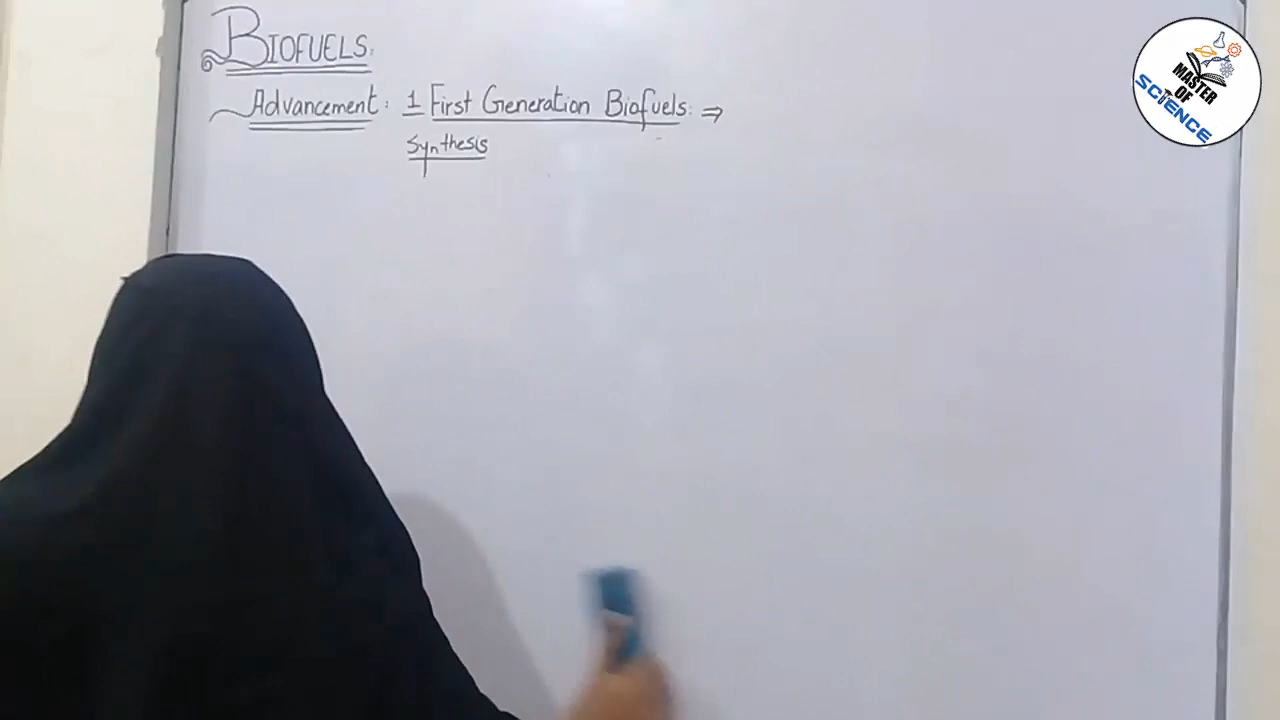 BIOFUELS:
Advancement: 1 First Generation Biofuels: ⇒
Synthesis
MASTER
OF
SCIENCE